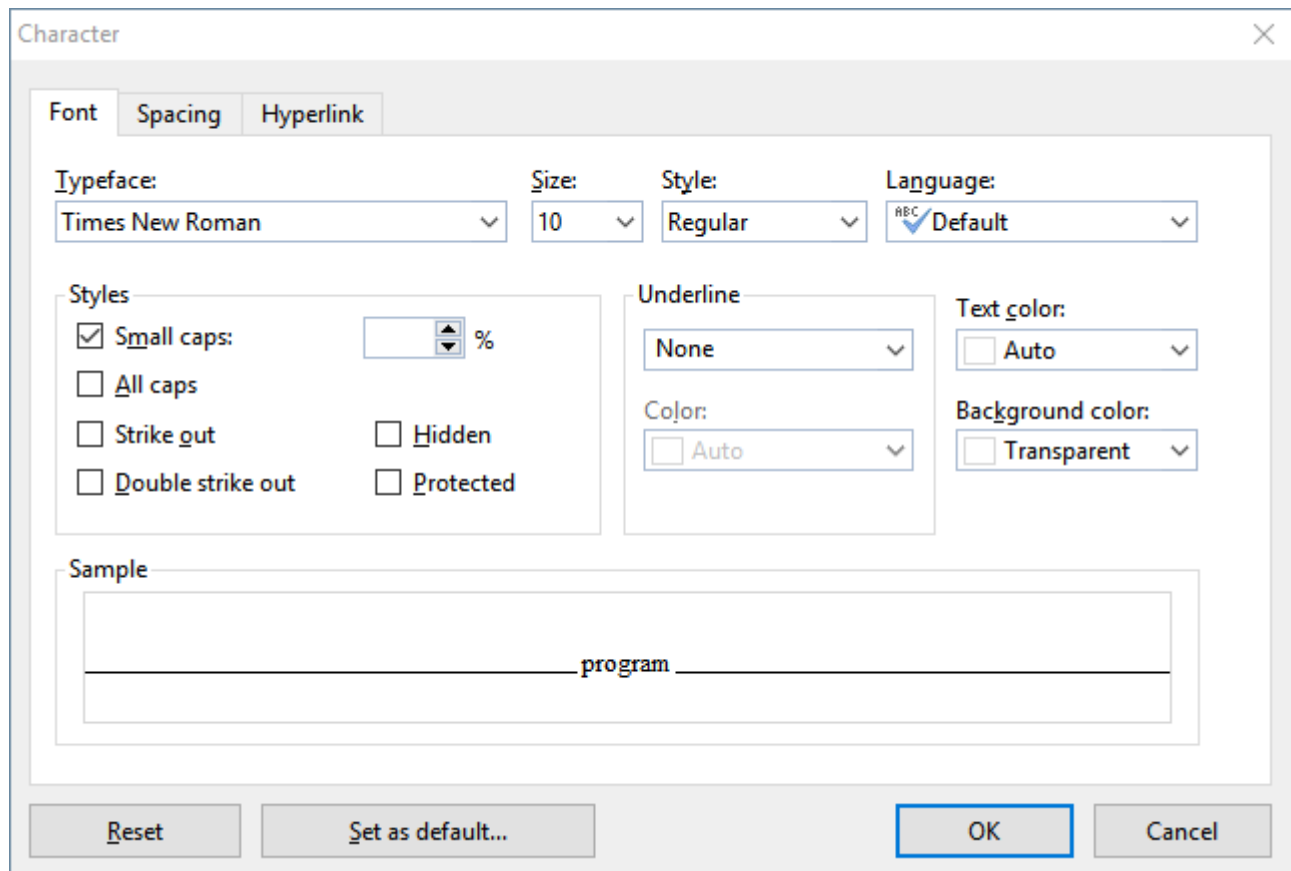 Character
Font Spacing Hyperlink
Typeface: Size: Style: Language:
Times New Roman 10 Regular ABC Default
Styles Underline Text color:
Small caps: % None Auto
All caps
Strike out Hidden Color: Background color:
Double strike out Protected Auto Transparent
Sample
program
Reset Set as default... OK Cancel